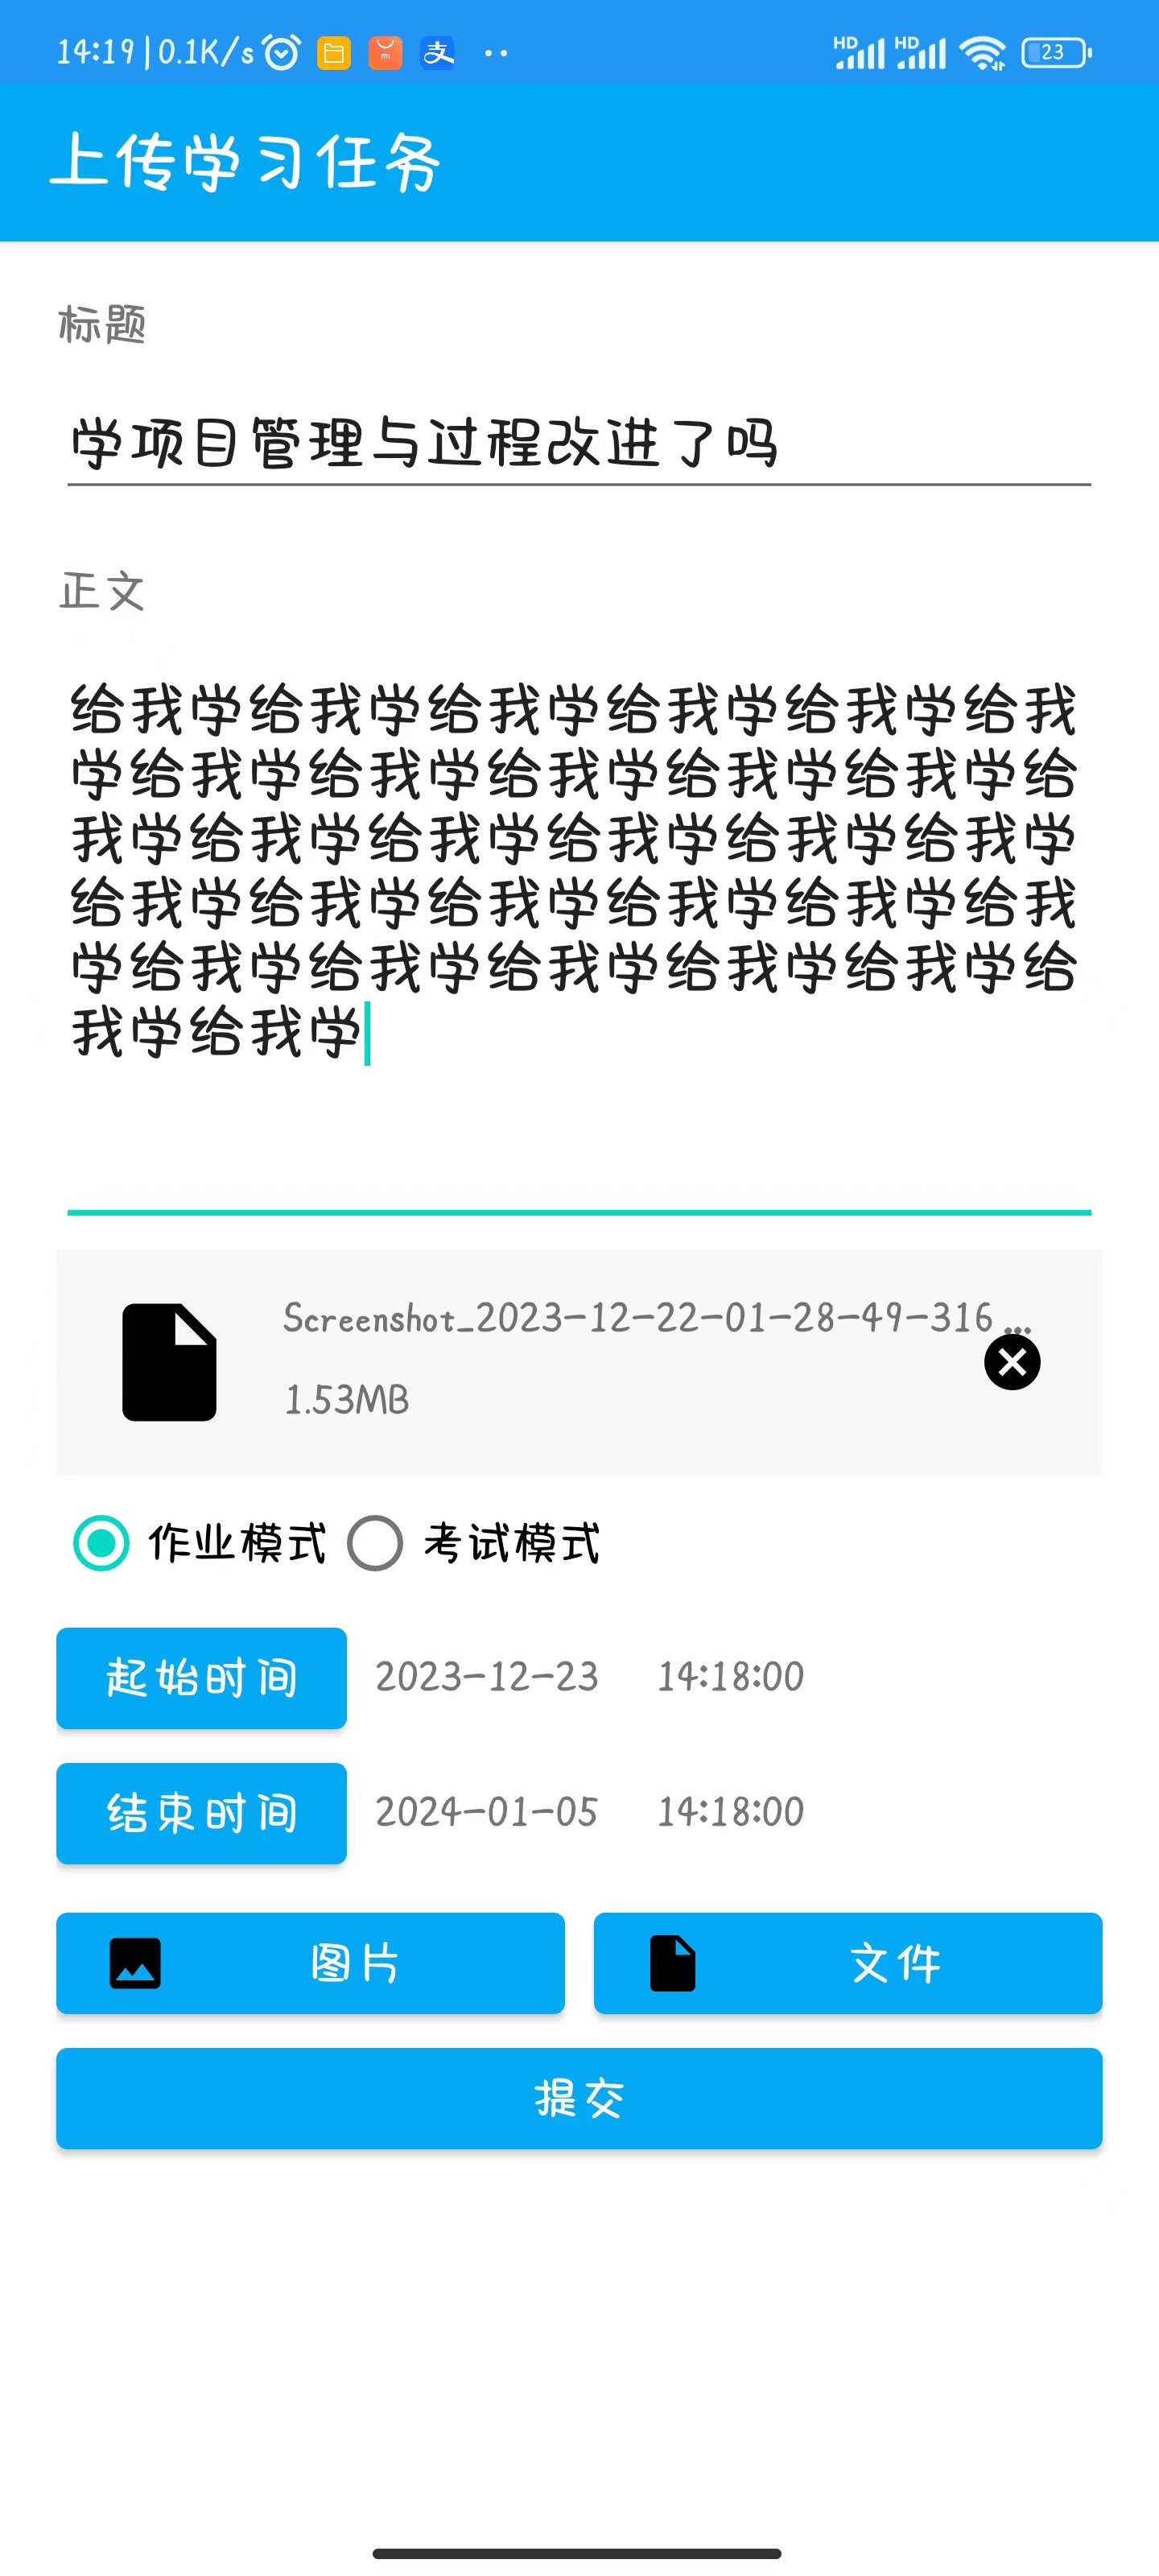 14:19|0.1K/s
HD HD 23
上传学习任务
标题
学项目管理与过程改进了吗
正文
给我学给我学给我学给我学给我学给我
学给我学给我学给我学给我学给我学给
我学给我学给我学给我学给我学给我学
给我学给我学给我学给我学给我学给我
学给我学给我学给我学给我学给我学给
我学给我学
Screenshot_2023-12-22-01-28-49-316...
1.53MB
作业模式 考试模式
起始时间 2023-12-23 14:18:00
结束时间 2024-01-05 14:18:00
图片 文件
提交